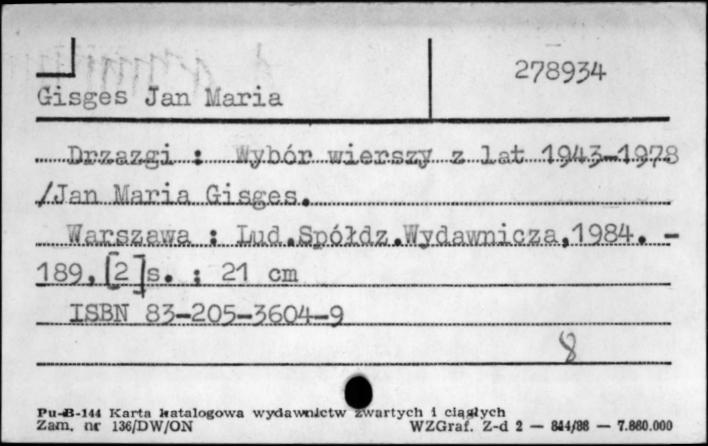 278934
Gisges Jan Maria
Drzazgi : Wybór wierszy z lat 1943-1978
/Jan Maria Gisges.
Warszawa : Lud.Spółdz.Wydawnicza,1984. -
189,[2]s. ; 21 cm
ISBN 83-205-3604-9
8
Pu-B-144 Karta katalogowa wydawnictw zwartych i ciągłych
Zam. nr 136/DW/ON WZGraf. Z-d 2 — 844/86 — 7.860.000